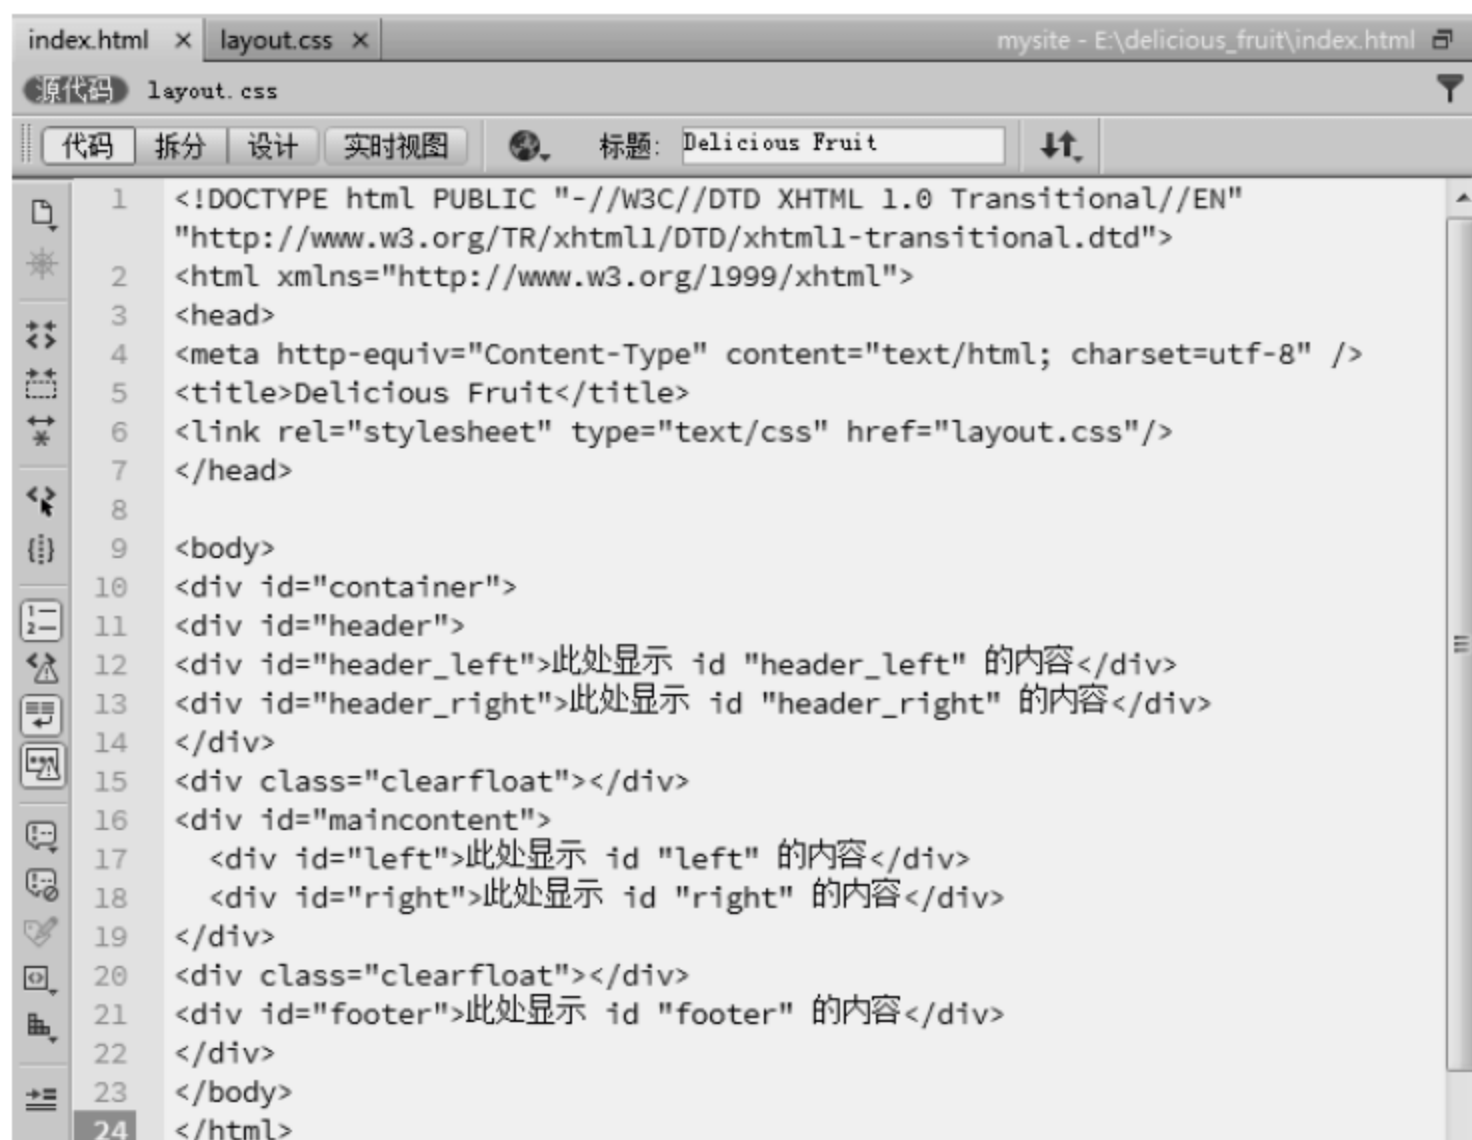 index.html × layout.css ×
mysite - E:\delicious_fruit\index.html
源代码 layout.css
代码 拆分 设计 实时视图 标题: Delicious Fruit
1 <!DOCTYPE html PUBLIC "-//W3C//DTD XHTML 1.0 Transitional//EN"
"http://www.w3.org/TR/xhtml1/DTD/xhtml1-transitional.dtd">
2 <html xmlns="http://www.w3.org/1999/xhtml">
3 <head>
4 <meta http-equiv="Content-Type" content="text/html; charset=utf-8" />
5 <title>Delicious Fruit</title>
6 <link rel="stylesheet" type="text/css" href="layout.css"/>
7 </head>
8
9 <body>
10 <div id="container">
11 <div id="header">
12 <div id="header_left">此处显示 id "header_left" 的内容</div>
13 <div id="header_right">此处显示 id "header_right" 的内容</div>
14 </div>
15 <div class="clearfloat"></div>
16 <div id="maincontent">
17   <div id="left">此处显示 id "left" 的内容</div>
18   <div id="right">此处显示 id "right" 的内容</div>
19 </div>
20 <div class="clearfloat"></div>
21 <div id="footer">此处显示 id "footer" 的内容</div>
22 </div>
23 </body>
24 </html>